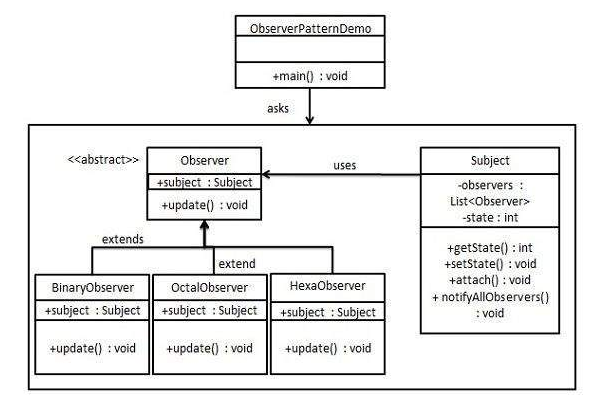 ObserverPatternDemo
+main() : void
asks
<<abstract>>
Observer
+subject : Subject
+update() : void
uses
Subject
-observers :
List<Observer>
-state : int
+getState() : int
+setState() : void
+attach() : void
+ notifyAllObservers()
: void
extends
extend
BinaryObserver
+subject : Subject
+update() : void
OctalObserver
+subject : Subject
+update() : void
HexaObserver
+subject : Subject
+update() : void